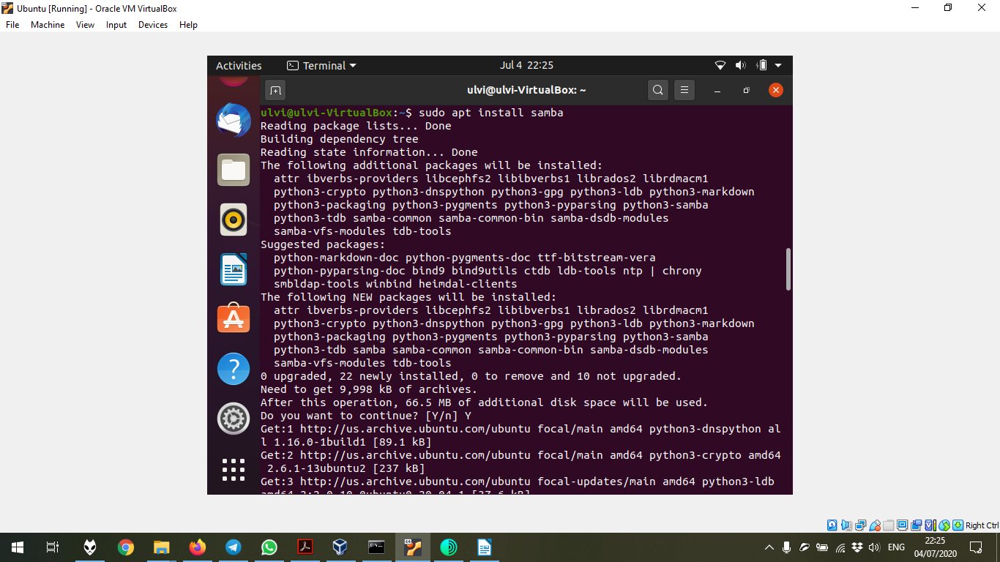 Ubuntu [Running] - Oracle VM VirtualBox
File Machine View Input Devices Help
Activities Terminal Jul 4 22:25
ulvi@ulvi-VirtualBox: ~
ulvi@ulvi-VirtualBox:~$ sudo apt install samba
Reading package lists... Done
Building dependency tree
Reading state information... Done
The following additional packages will be installed:
attr ibverbs-providers libcephfs2 libibverbs1 librados2 librdmacm1
python3-crypto python3-dnspython python3-gpg python3-ldb python3-markdown
python3-packaging python3-pygments python3-pyparsing python3-samba
python3-tdb samba-common samba-common-bin samba-dsdb-modules
samba-vfs-modules tdb-tools
Suggested packages:
python-markdown-doc python-pygments-doc ttf-bitstream-vera
python-pyparsing-doc bind9 bind9utils ctdb ldb-tools ntp | chrony
smbldap-tools winbind heimdal-clients
The following NEW packages will be installed:
attr ibverbs-providers libcephfs2 libibverbs1 librados2 librdmacm1
python3-crypto python3-dnspython python3-gpg python3-ldb python3-markdown
python3-packaging python3-pygments python3-pyparsing python3-samba
python3-tdb samba samba-common samba-common-bin samba-dsdb-modules
samba-vfs-modules tdb-tools
0 upgraded, 22 newly installed, 0 to remove and 10 not upgraded.
Need to get 9,998 kB of archives.
After this operation, 66.5 MB of additional disk space will be used.
Do you want to continue? [Y/n] Y
Get:1 http://us.archive.ubuntu.com/ubuntu focal/main amd64 python3-dnspython al
l 1.16.0-1build1 [89.1 kB]
Get:2 http://us.archive.ubuntu.com/ubuntu focal/main amd64 python3-crypto amd64
2.6.1-13ubuntu2 [237 kB]
Get:3 http://us.archive.ubuntu.com/ubuntu focal-updates/main amd64 python3-ldb
Right Ctrl
ENG
22:25
04/07/2020